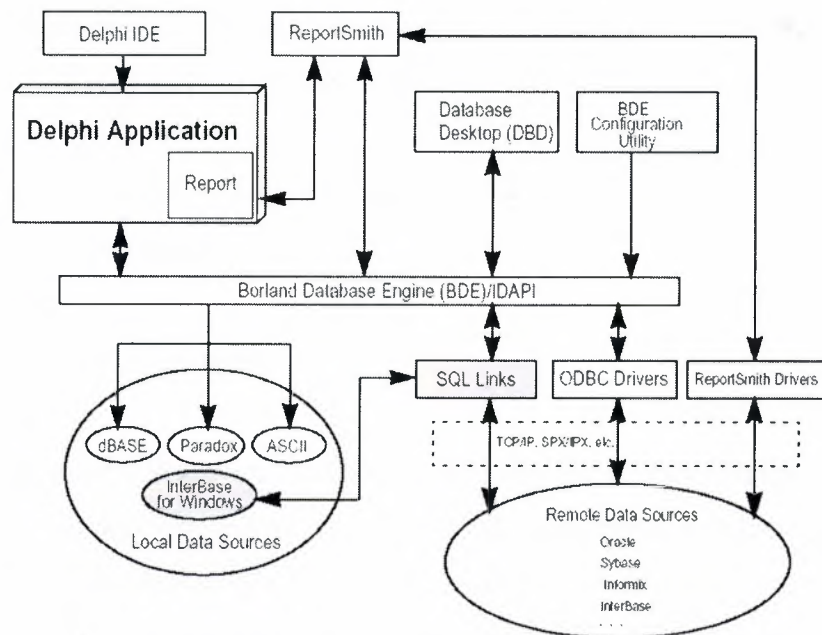 Delphi IDE
ReportSmith
Delphi Application
Report
Database
Desktop (DBD)
BDE
Configuration
Utility
Borland Database Engine (BDE)/IDAPI
SQL Links
ODBC Drivers
ReportSmith Drivers
dBASE
Paradox
ASCII
InterBase
for Windows
Local Data Sources
TCP/IP, SPX/IPX, etc.
Remote Data Sources
Oracle
Sybase
Informix
InterBase